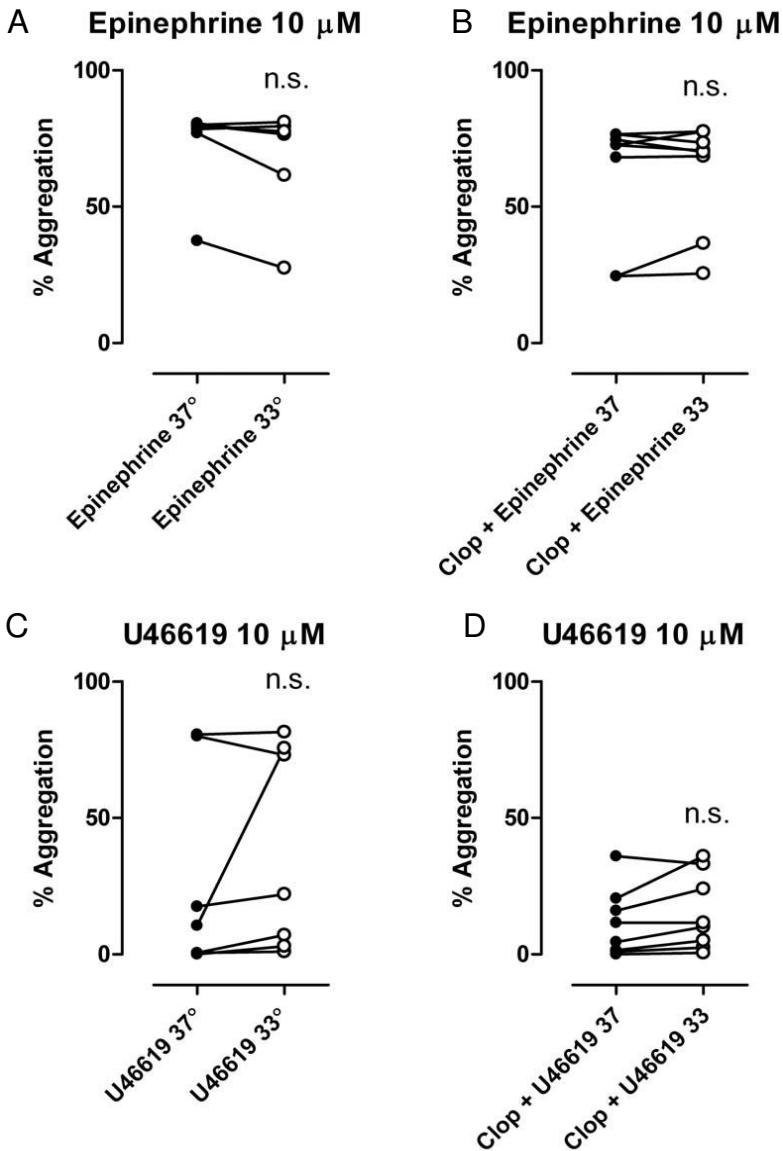 A
Epinephrine 10 μM
% Aggregation
100
50
0
n.s.
Epinephrine 37°
Epinephrine 33°
B
Epinephrine 10 μM
% Aggregation
100
50
0
n.s.
Clop + Epinephrine 37
Clop + Epinephrine 33
C
U46619 10 μM
% Aggregation
100
50
0
n.s.
U46619 37°
U46619 33°
D
U46619 10 μM
% Aggregation
100
50
0
n.s.
Clop + U46619 37
Clop + U46619 33